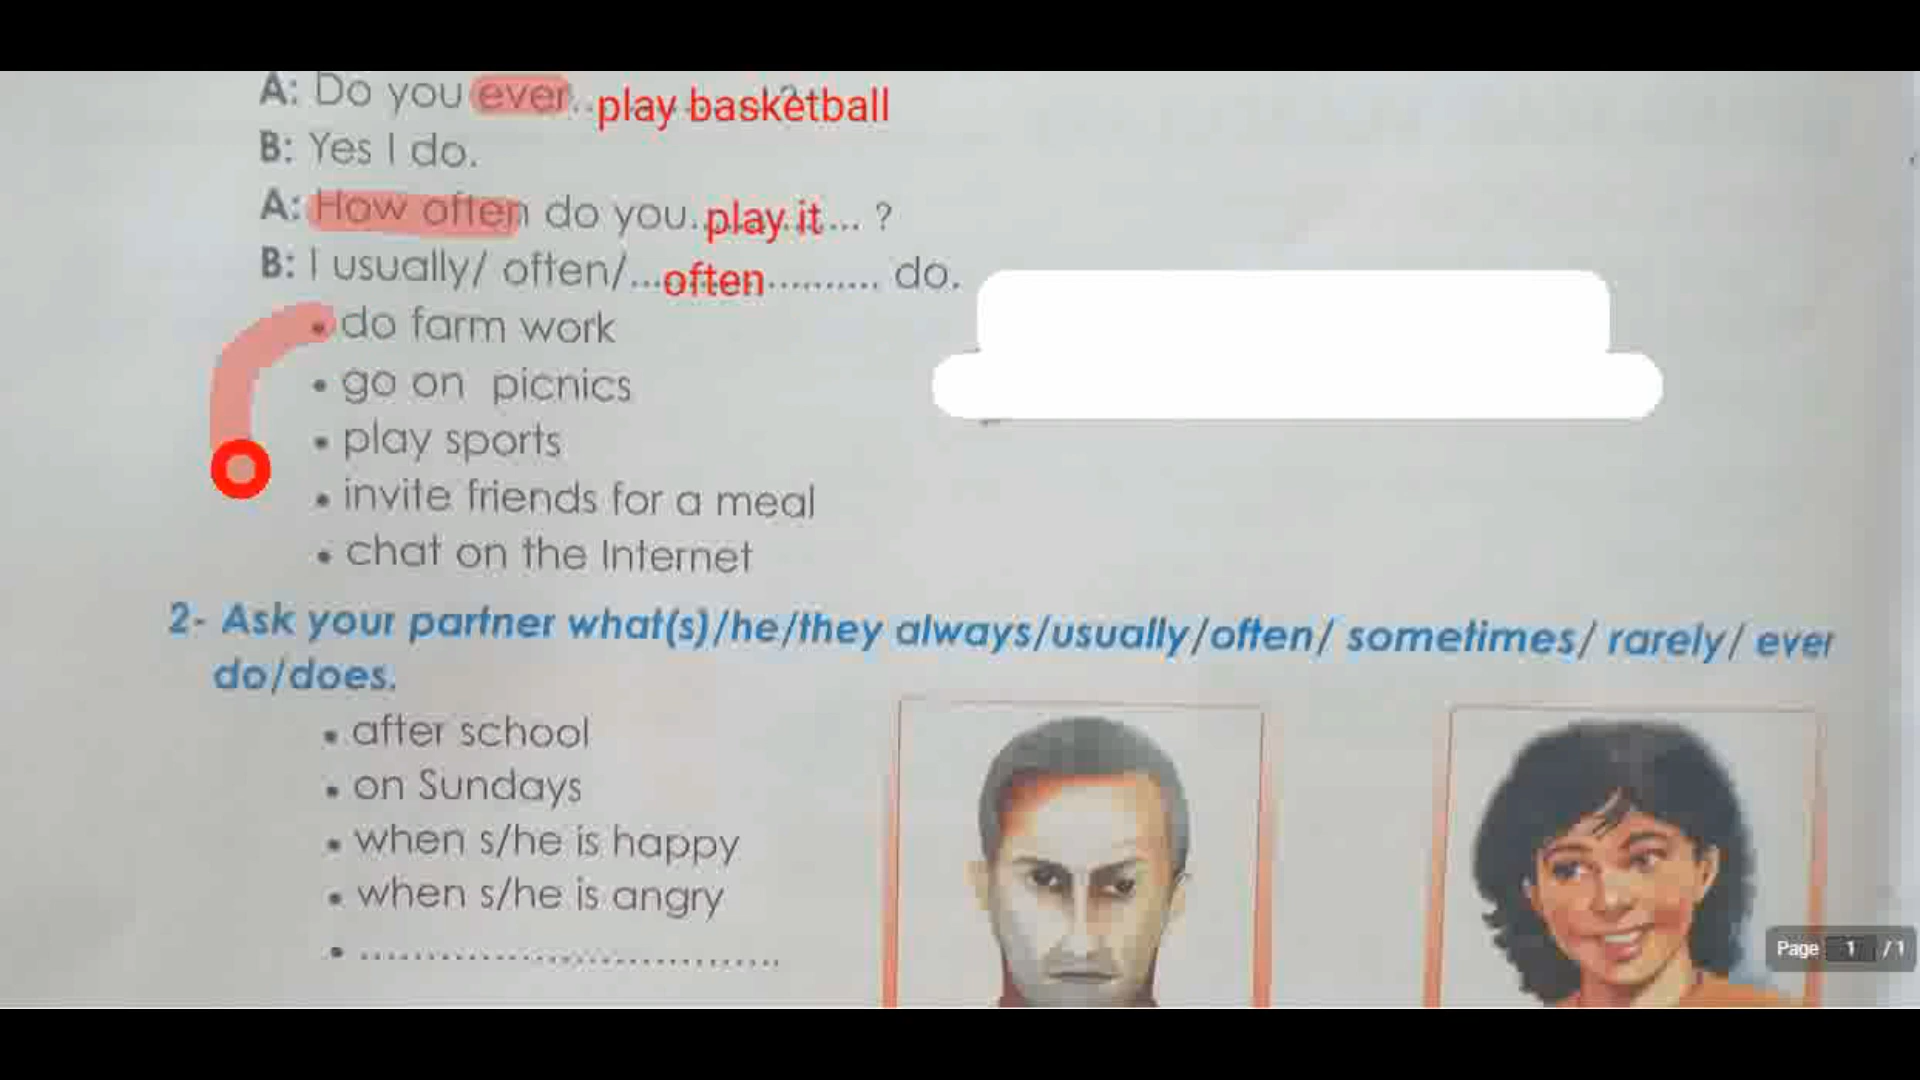 A: Do you ever.. play basketball ?
B: Yes I do.
A: How often do you..play it... ?
B: I usually/ often/...often.......... do.
• do farm work
• go on picnics
• play sports
• invite friends for a meal
• chat on the Internet
2- Ask your partner what(s)/he/they always/usually/often/ sometimes/ rarely/ ever
do/does.
• after school
• on Sundays
• when s/he is happy
• when s/he is angry
• .................................
Page 1 / 1